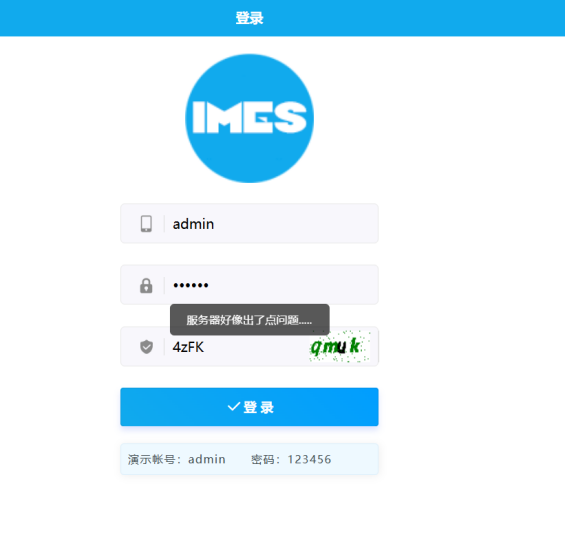 登录
IMES
admin
••••••
服务器好像出了点问题.....
4zFK
qmuk
登 录
演示帐号：admin 密码：123456